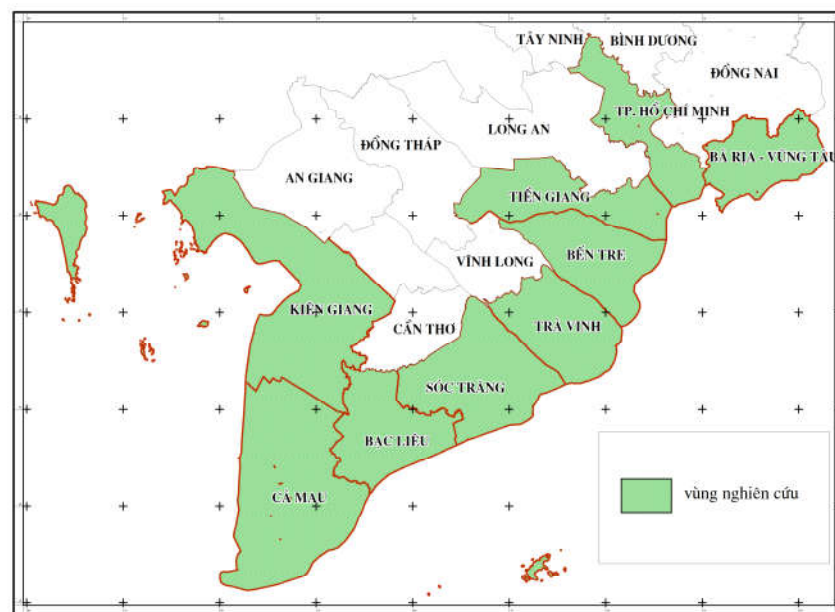 TÂY NINH
BÌNH DƯƠNG
ĐỒNG NAI
TP. HỒ CHÍ MINH
LONG AN
ĐỒNG THÁP
BÀ RỊA - VŨNG TÀU
AN GIANG
TIỀN GIANG
BẾN TRE
VĨNH LONG
KIÊN GIANG
CẦN THƠ
TRÀ VINH
SÓC TRĂNG
BẠC LIÊU
CÀ MAU
vùng nghiên cứu